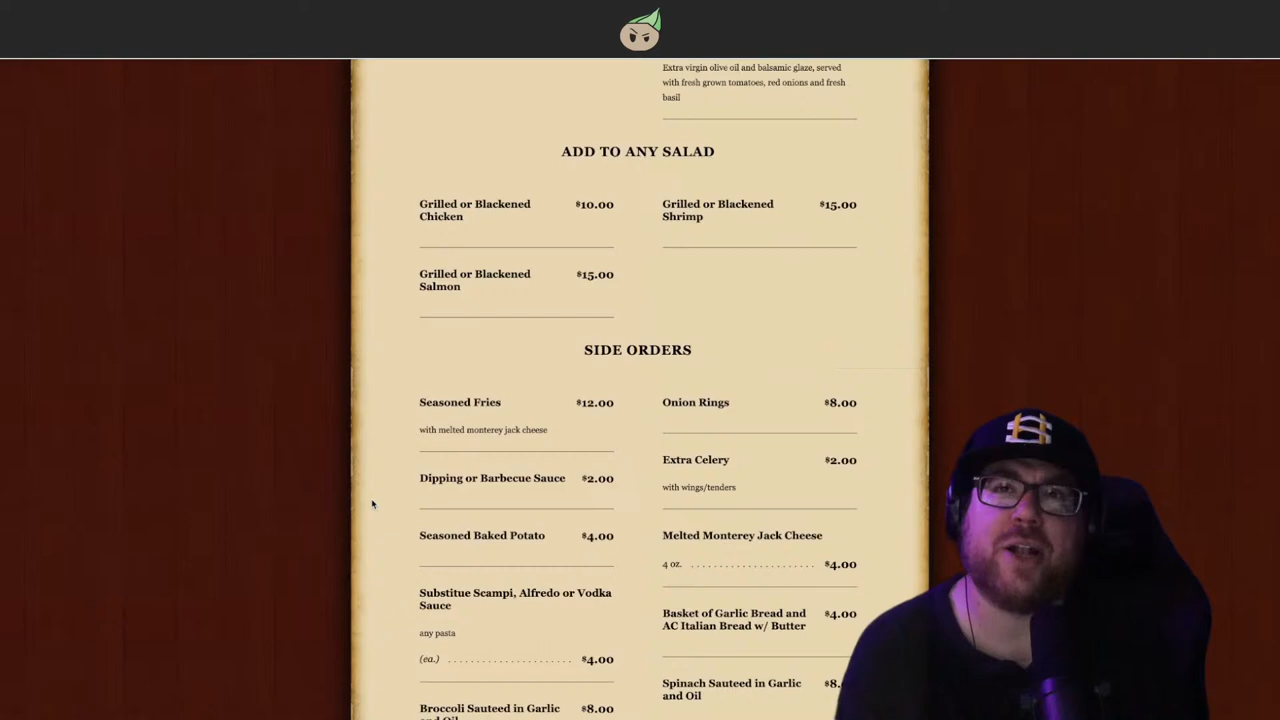 Extra virgin olive oil and balsamic glaze, served
with fresh grown tomatoes, red onions and fresh
basil
ADD TO ANY SALAD
Grilled or Blackened
Chicken
$10.00
Grilled or Blackened
Shrimp
$15.00
Grilled or Blackened
Salmon
$15.00
SIDE ORDERS
Seasoned Fries $12.00
with melted monterey jack cheese
Onion Rings $8.00
Dipping or Barbecue Sauce $2.00
Extra Celery $2.00
with wings/tenders
Seasoned Baked Potato $4.00
Melted Monterey Jack Cheese
4 oz. . . . . . . . . . . . . . . . . . . . . . . $4.00
Substitue Scampi, Alfredo or Vodka
Sauce
any pasta
(ea.) . . . . . . . . . . . . . . . . . . . . . . $4.00
Basket of Garlic Bread and
AC Italian Bread w/ Butter
$4.00
Broccoli Sauteed in Garlic
and Oil
$8.00
Spinach Sauteed in Garlic
and Oil
$8.